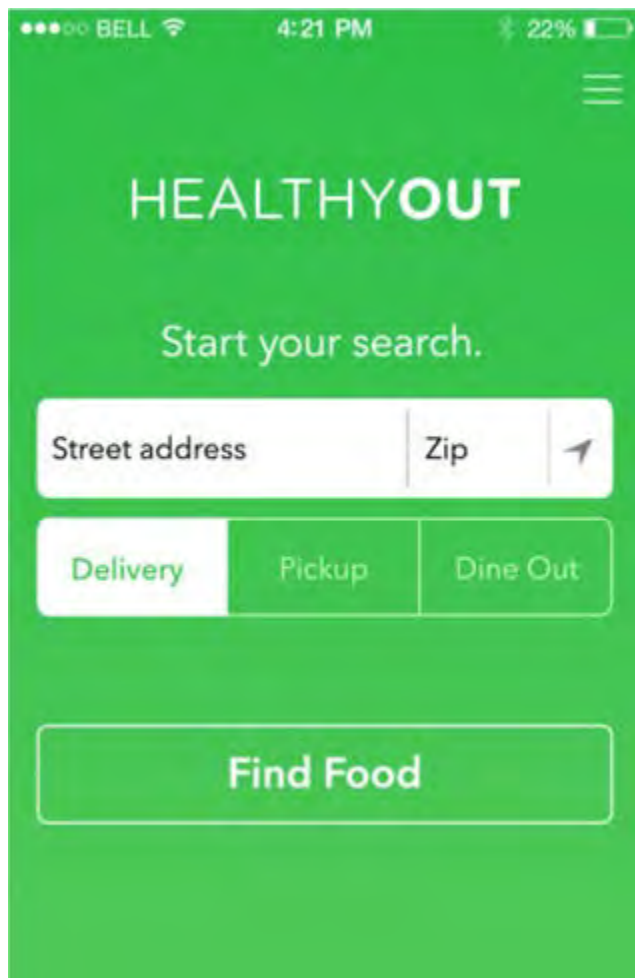 BELL 4:21 PM 22%
HEALTHYOUT
Start your search.
Street address Zip
Delivery Pickup Dine Out
Find Food